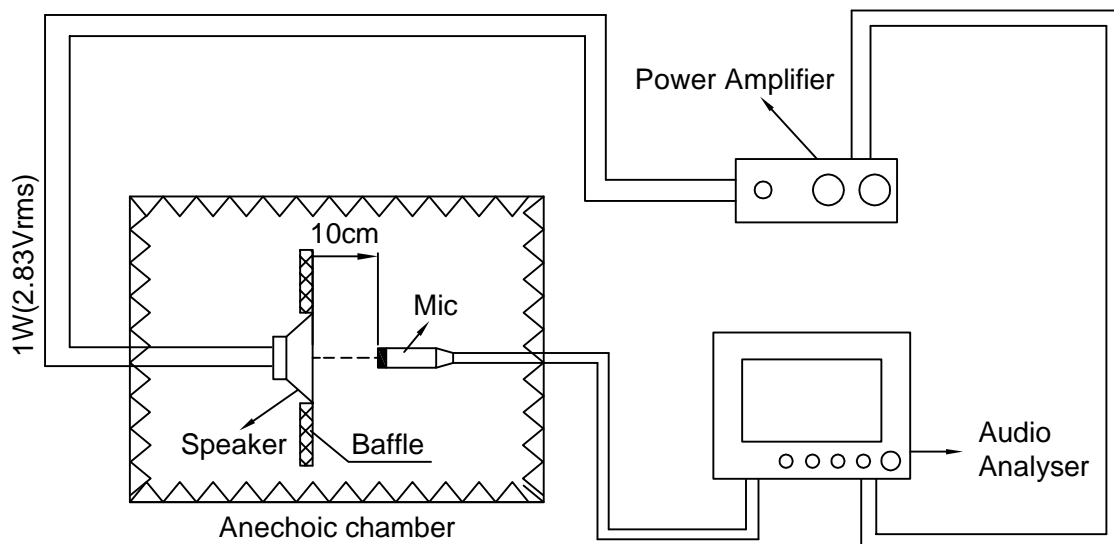 Power Amplifier
1W(2.83Vrms)
10cm
Mic
Speaker
Baffle
Audio
Analyser
Anechoic chamber